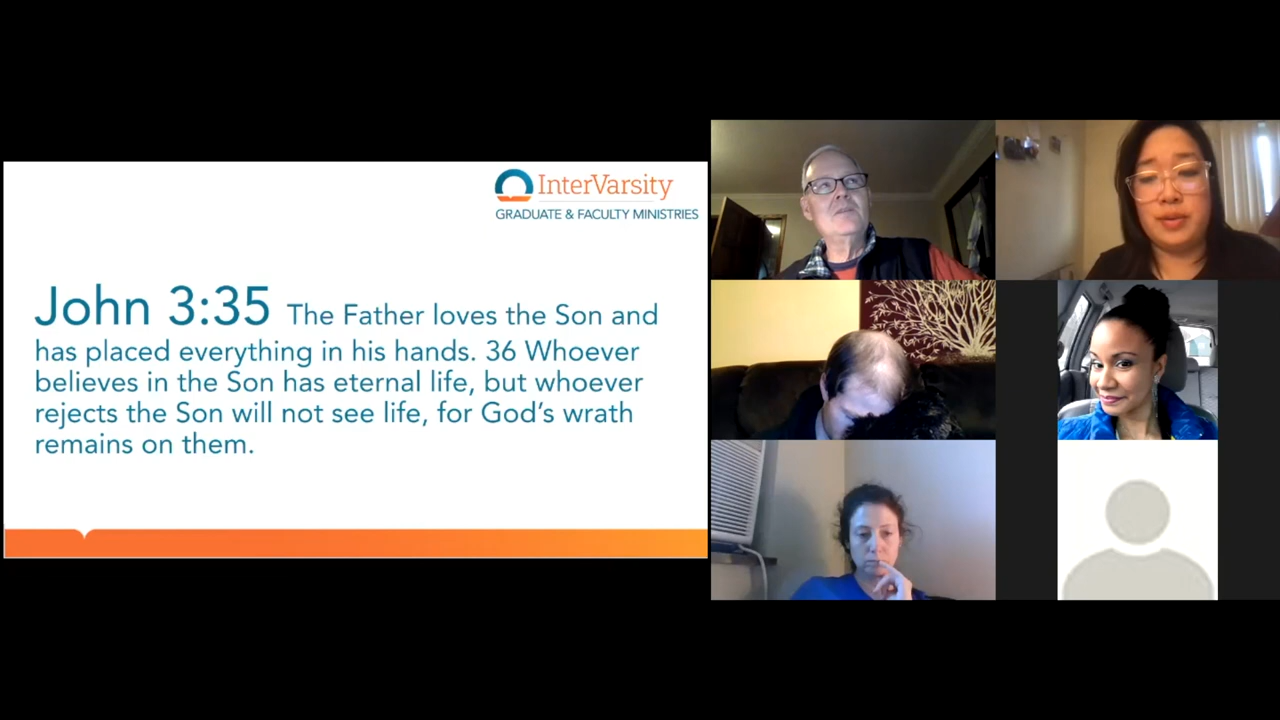 InterVarsity
GRADUATE & FACULTY MINISTRIES
John 3:35 The Father loves the Son and
has placed everything in his hands. 36 Whoever
believes in the Son has eternal life, but whoever
rejects the Son will not see life, for God’s wrath
remains on them.